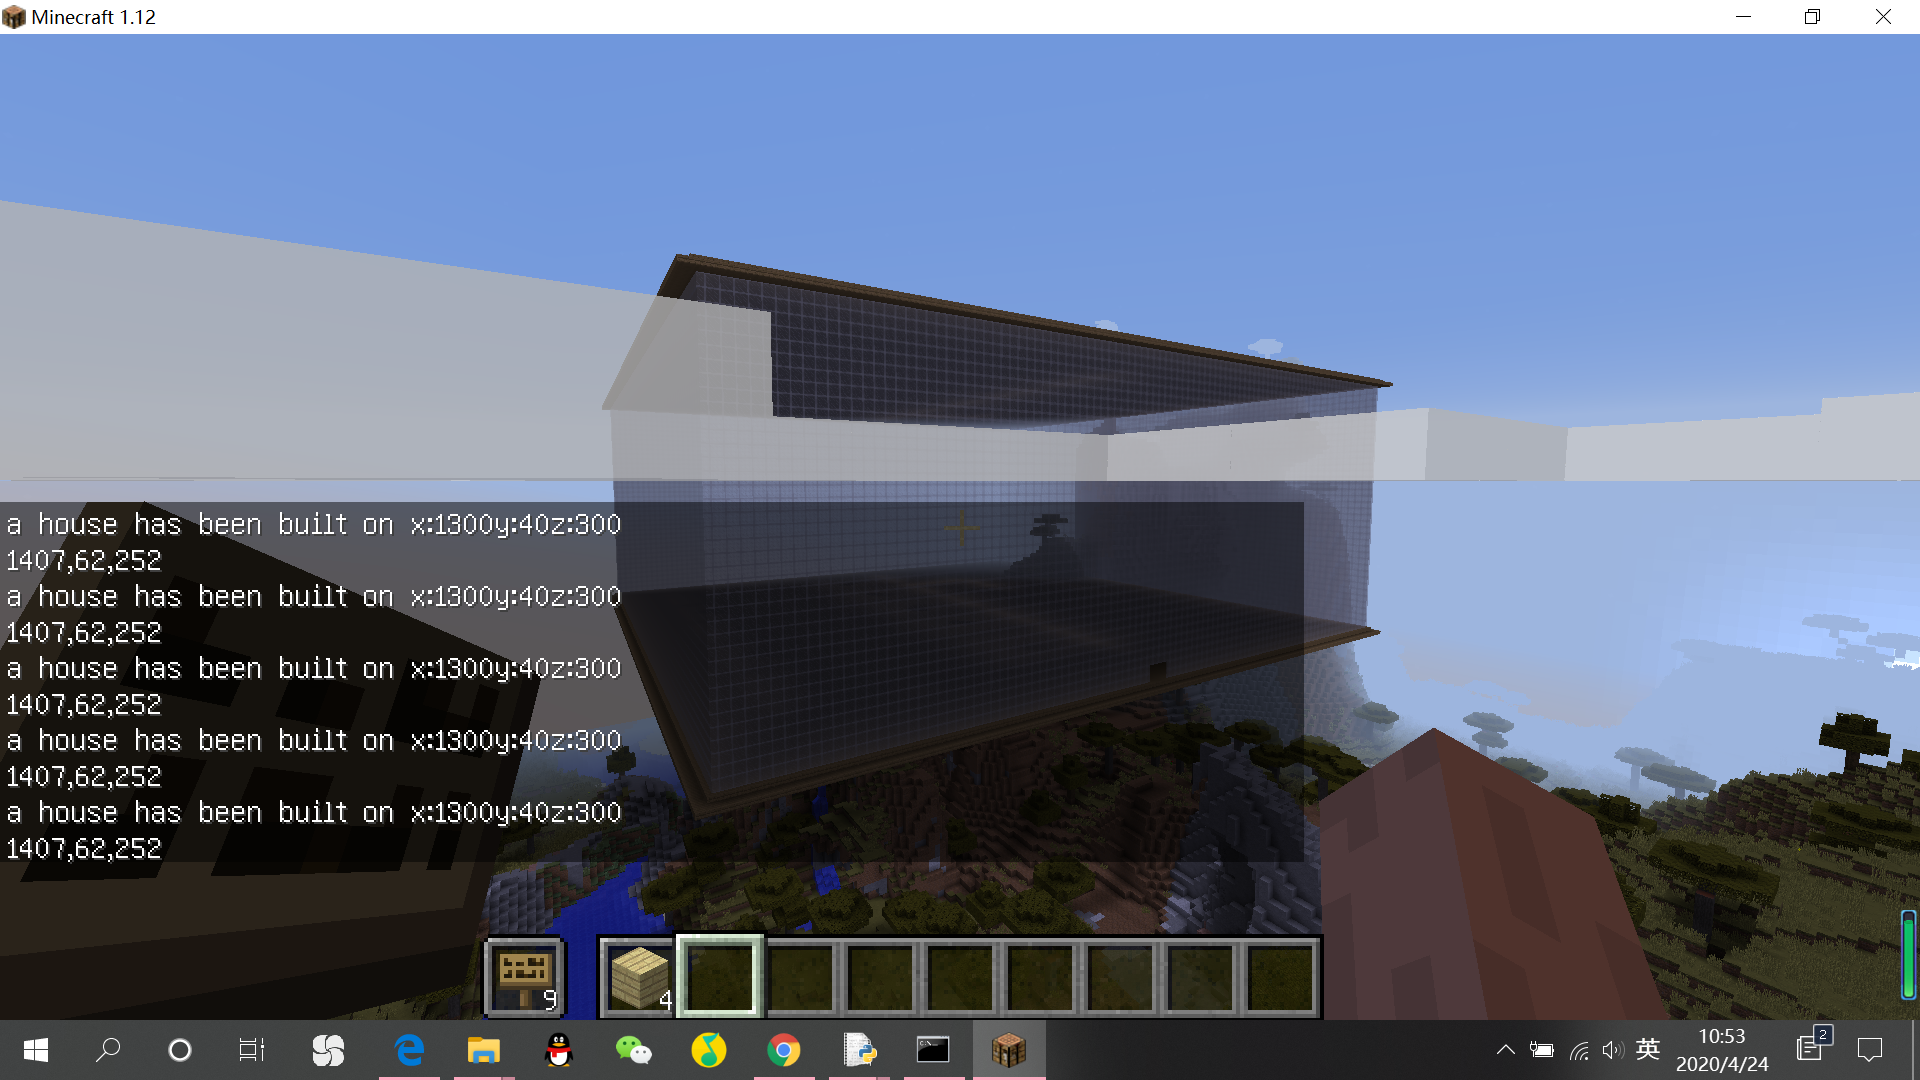 Minecraft 1.12
a house has been built on x:1300y:40z:300
1407,62,252
a house has been built on x:1300y:40z:300
1407,62,252
a house has been built on x:1300y:40z:300
1407,62,252
a house has been built on x:1300y:40z:300
1407,62,252
a house has been built on x:1300y:40z:300
1407,62,252
9
4
英
10:53
2020/4/24
2